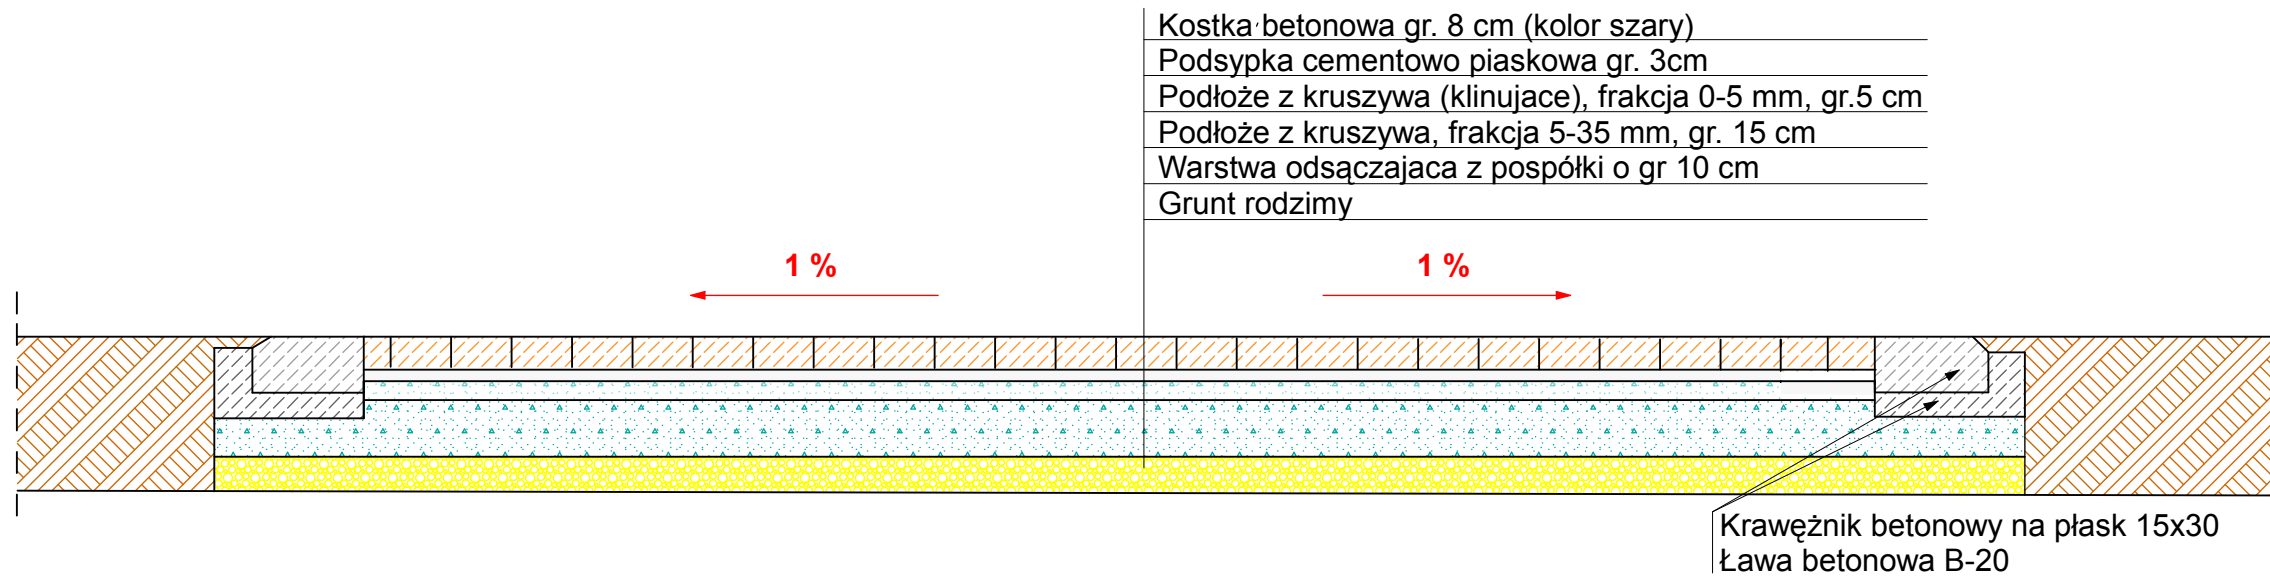 Kostka betonowa gr. 8 cm (kolor szary)
Podsypka cementowo piaskowa gr. 3cm
Podłoże z kruszywa (klinujace), frakcja 0-5 mm, gr.5 cm
Podłoże z kruszywa, frakcja 5-35 mm, gr. 15 cm
Warstwa odsączajaca z pospółki o gr 10 cm
Grunt rodzimy
1 %
1 %
Krawężnik betonowy na płask 15x30
Ława betonowa B-20